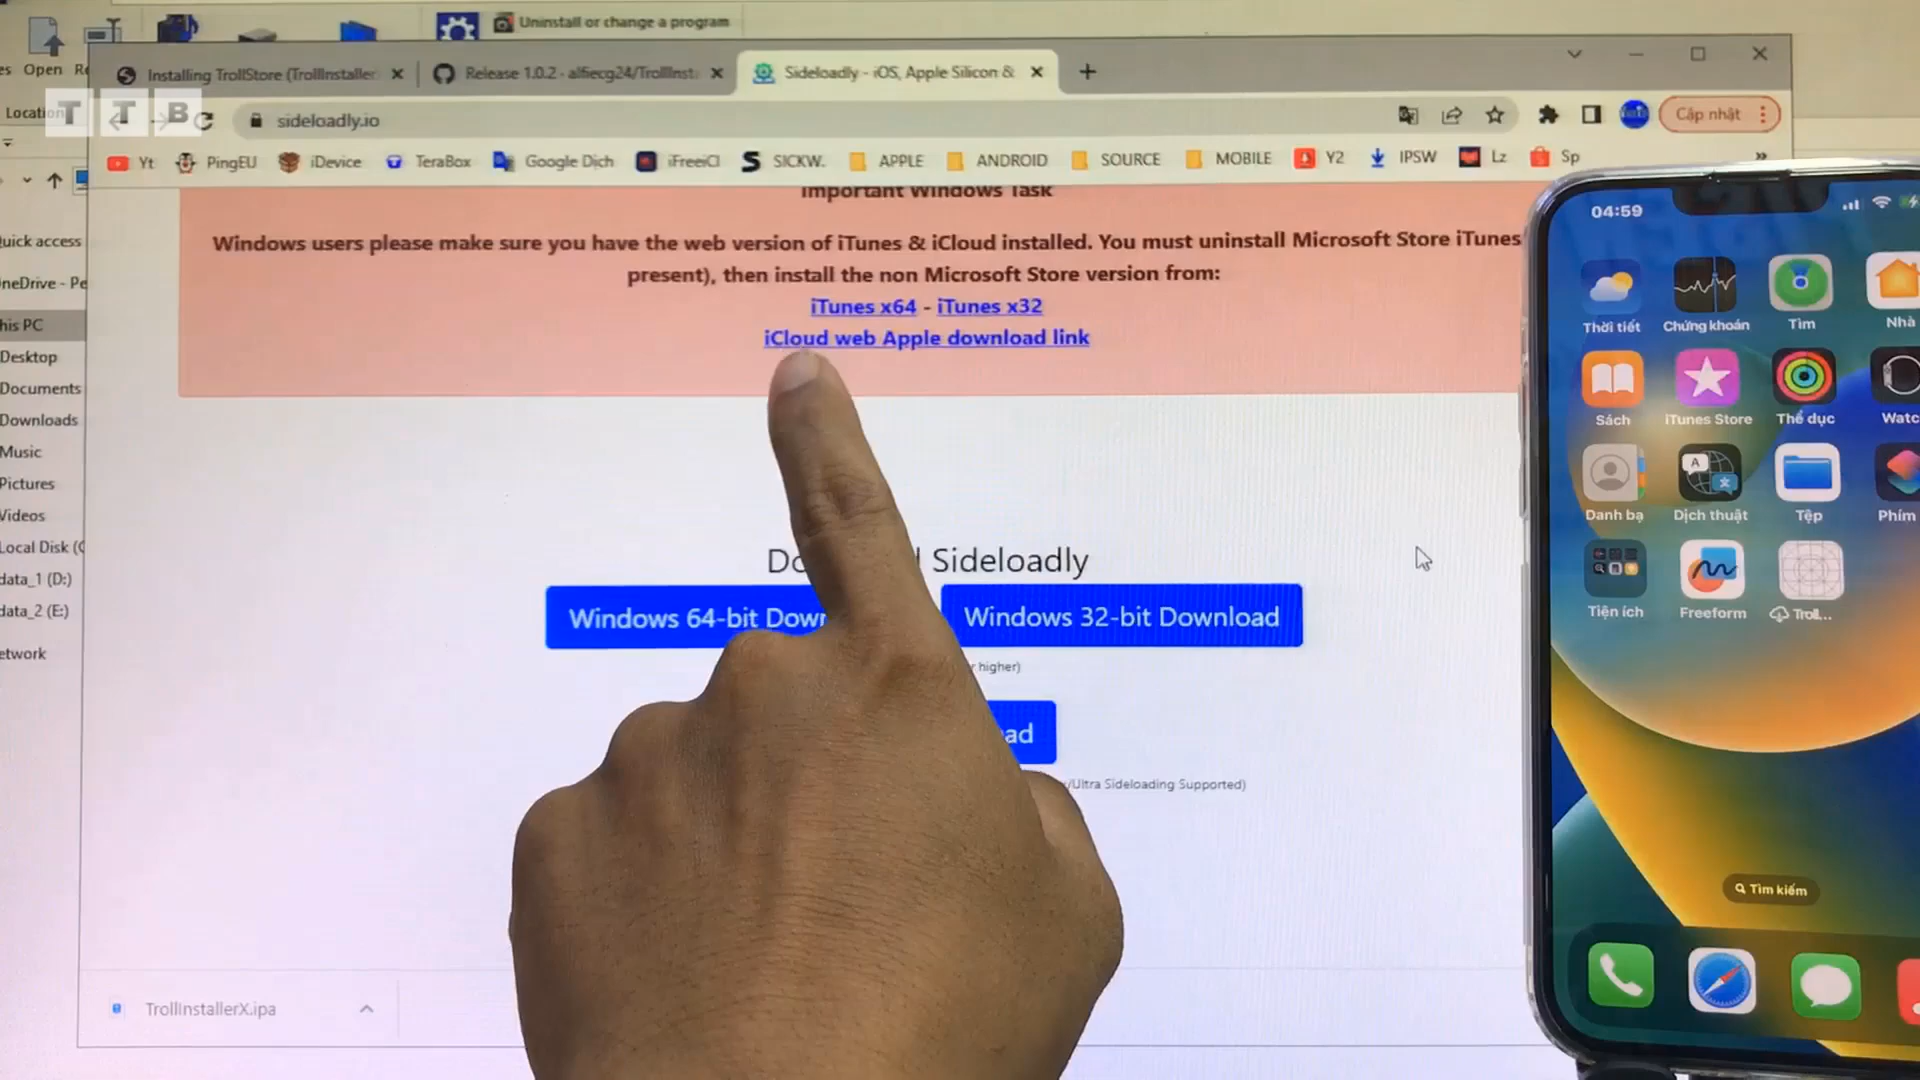 Uninstall or change a program
Open
Location
T T B
Installing TrollStore (TrollInstaller
Release 1.0.2 - alfiecg24/TrollInst
Sideloadly - iOS, Apple Silicon &
sideloadly.io
Cập nhật
Yt
PingEU
iDevice
TeraBox
Google Dịch
iFreeiCl
SICKW.
APPLE
ANDROID
SOURCE
MOBILE
Y2
IPSW
Lz
Sp
»
Important Windows Task
Windows users please make sure you have the web version of iTunes & iCloud installed. You must uninstall Microsoft Store iTunes
present), then install the non Microsoft Store version from:
iTunes x64 - iTunes x32
iCloud web Apple download link
Sideloadly
Windows 64-bit Down
Windows 32-bit Download
r higher)
ad
/Ultra Sideloading Supported)
TrollInstallerX.ipa
Quick access
OneDrive - Pe
This PC
Desktop
Documents
Downloads
Music
Pictures
Videos
Local Disk (C
data_1 (D:)
data_2 (E:)
etwork
04:59
Thời tiết
Chứng khoán
Tìm
Nhà
Sách
iTunes Store
Thể dục
Watc
Danh bạ
Dịch thuật
Tệp
Phím
Tiện ích
Freeform
Troll...
Tìm kiếm